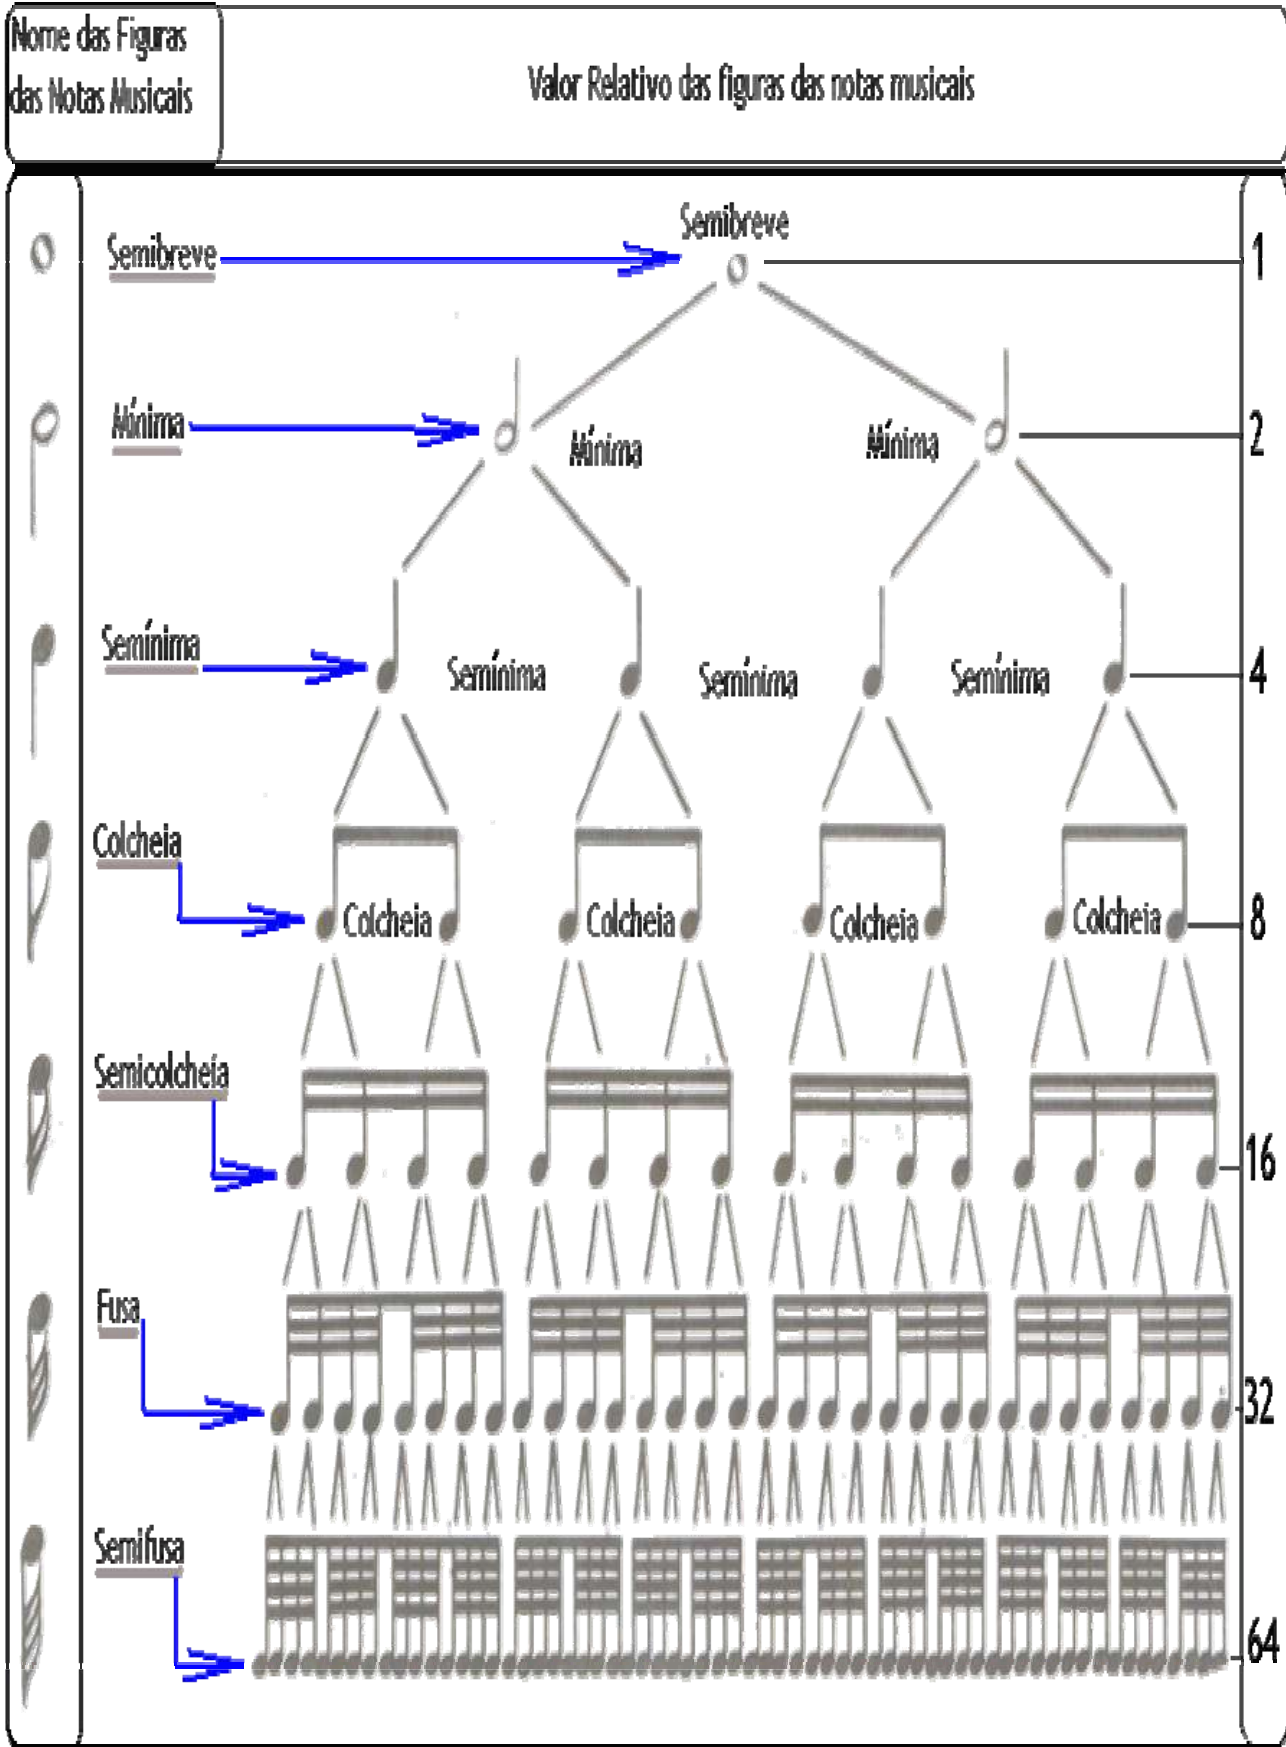 Nome das Figuras
das Notas Musicais
Valor Relativo das figuras das notas musicais
Semibreve
Semibreve
1
Mínima
Mínima
Mínima
2
Semínima
Semínima
Semínima
Semínima
4
Colcheia
Colcheia
Colcheia
Colcheia
Colcheia
8
Semicolcheia
16
Fusa
32
Semifusa
64